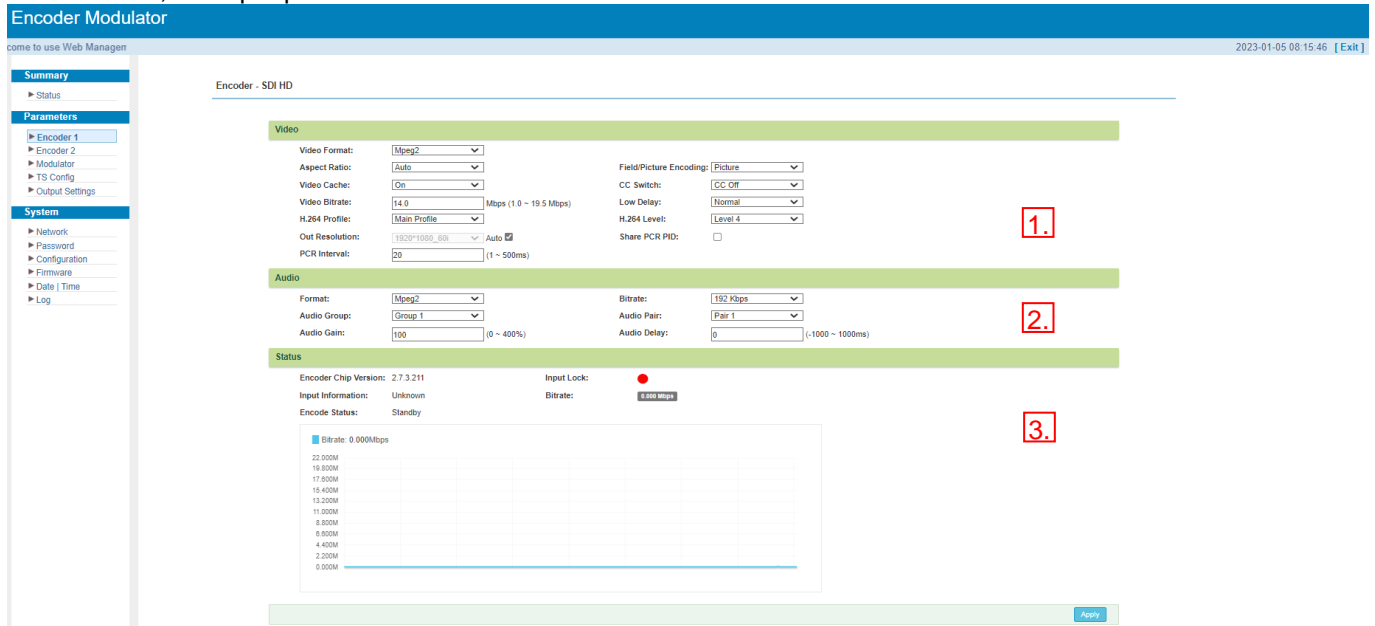 Encoder Modulator
come to use Web Managem
2023-01-05 08:15:46 [ Exit ]
Summary
Status
Parameters
Encoder 1
Encoder 2
Modulator
TS Config
Output Settings
System
Network
Password
Configuration
Firmware
Date | Time
Log
Encoder - SDI HD
Video
Video Format: Mpeg2
Aspect Ratio: Auto Field/Picture Encoding: Picture
Video Cache: On CC Switch: CC Off
Video Bitrate: 14.0 Mbps (1.0 ~ 19.5 Mbps) Low Delay: Normal
H.264 Profile: Main Profile H.264 Level: Level 4
Out Resolution: 1920*1080_60i Auto Share PCR PID:
PCR Interval: 20 (1 ~ 500ms)
1.
Audio
Format: Mpeg2 Bitrate: 192 Kbps
Audio Group: Group 1 Audio Pair: Pair 1
Audio Gain: 100 (0 ~ 400%) Audio Delay: 0 (-1000 ~ 1000ms)
2.
Status
Encoder Chip Version: 2.7.3.211 Input Lock:
Input Information: Unknown Bitrate: 0.000 Mbps
Encode Status: Standby
3.
Bitrate: 0.000Mbps
22.000M
19.800M
17.600M
15.400M
13.200M
11.000M
8.800M
6.600M
4.400M
2.200M
0.000M
Apply